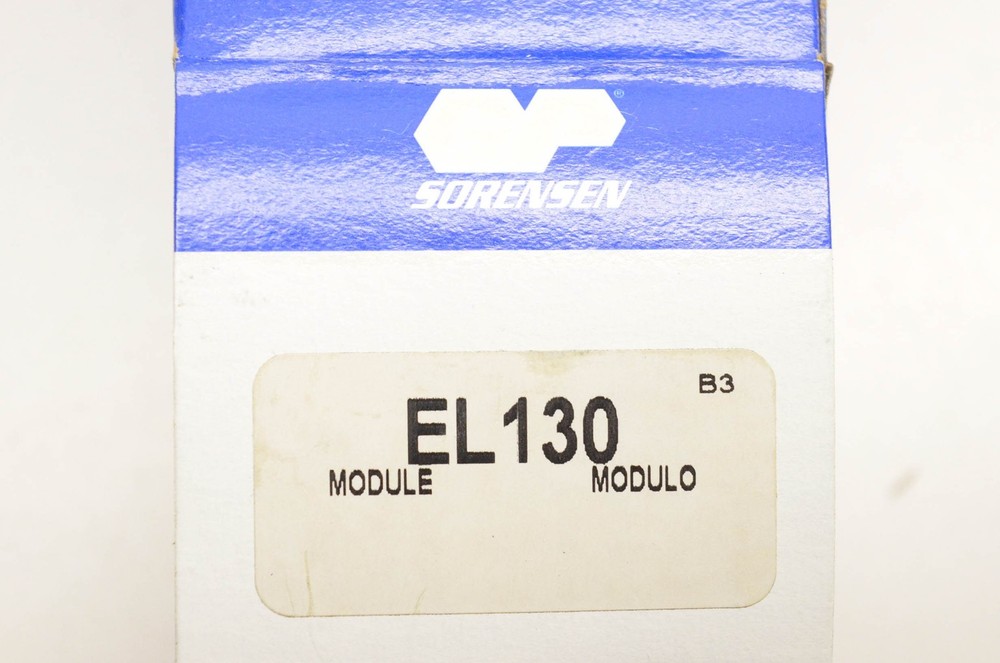 ®
SORENSEN
B3
EL130
MODULE MODULO